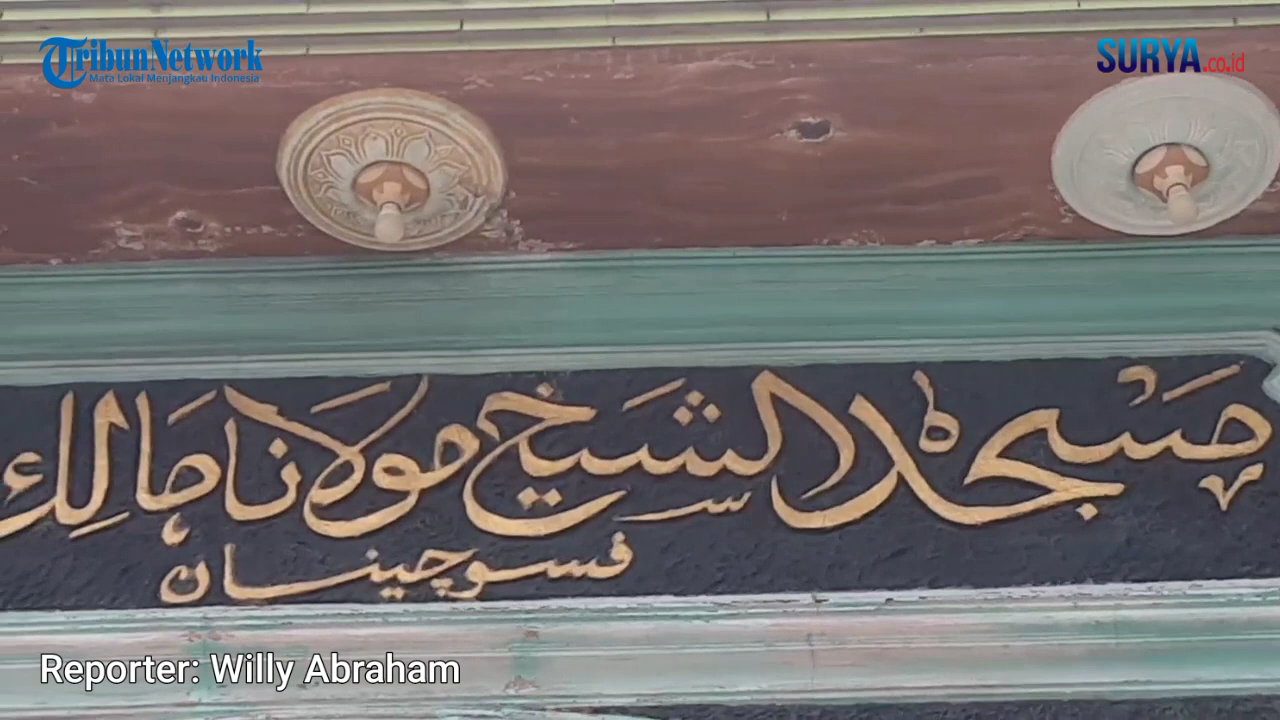 TribunNetwork
Mata Lokal Menjangkau Indonesia
SURYA.co.id
مسجد الشيخ مولانا مالك
فسوچينان
Reporter: Willy Abraham